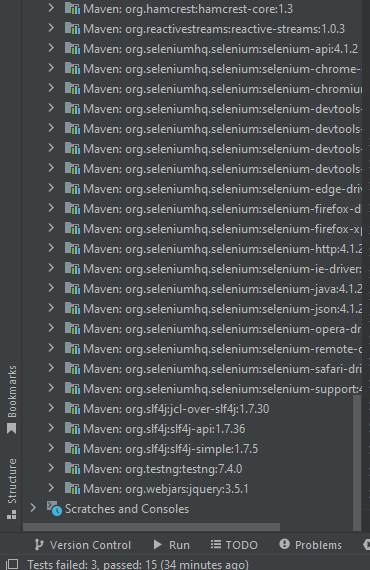 Maven: org.hamcrest:hamcrest-core:1.3
Maven: org.reactivestreams:reactive-streams:1.0.3
Maven: org.seleniumhq.selenium:selenium-api:4.1.2
Maven: org.seleniumhq.selenium:selenium-chrome-
Maven: org.seleniumhq.selenium:selenium-chromium
Maven: org.seleniumhq.selenium:selenium-devtools-
Maven: org.seleniumhq.selenium:selenium-devtools-
Maven: org.seleniumhq.selenium:selenium-devtools-
Maven: org.seleniumhq.selenium:selenium-devtools-
Maven: org.seleniumhq.selenium:selenium-edge-driv
Maven: org.seleniumhq.selenium:selenium-firefox-d
Maven: org.seleniumhq.selenium:selenium-firefox-xp
Maven: org.seleniumhq.selenium:selenium-http:4.1.2
Maven: org.seleniumhq.selenium:selenium-ie-driver:
Maven: org.seleniumhq.selenium:selenium-java:4.1.2
Maven: org.seleniumhq.selenium:selenium-json:4.1.2
Maven: org.seleniumhq.selenium:selenium-opera-dr
Maven: org.seleniumhq.selenium:selenium-remote-d
Maven: org.seleniumhq.selenium:selenium-safari-dri
Maven: org.seleniumhq.selenium:selenium-support:4
Maven: org.slf4j:jcl-over-slf4j:1.7.30
Maven: org.slf4j:slf4j-api:1.7.36
Maven: org.slf4j:slf4j-simple:1.7.5
Maven: org.testng:testng:7.4.0
Maven: org.webjars:jquery:3.5.1
Scratches and Consoles
Bookmarks
Structure
Version Control Run TODO Problems
Tests failed: 3, passed: 15 (34 minutes ago)